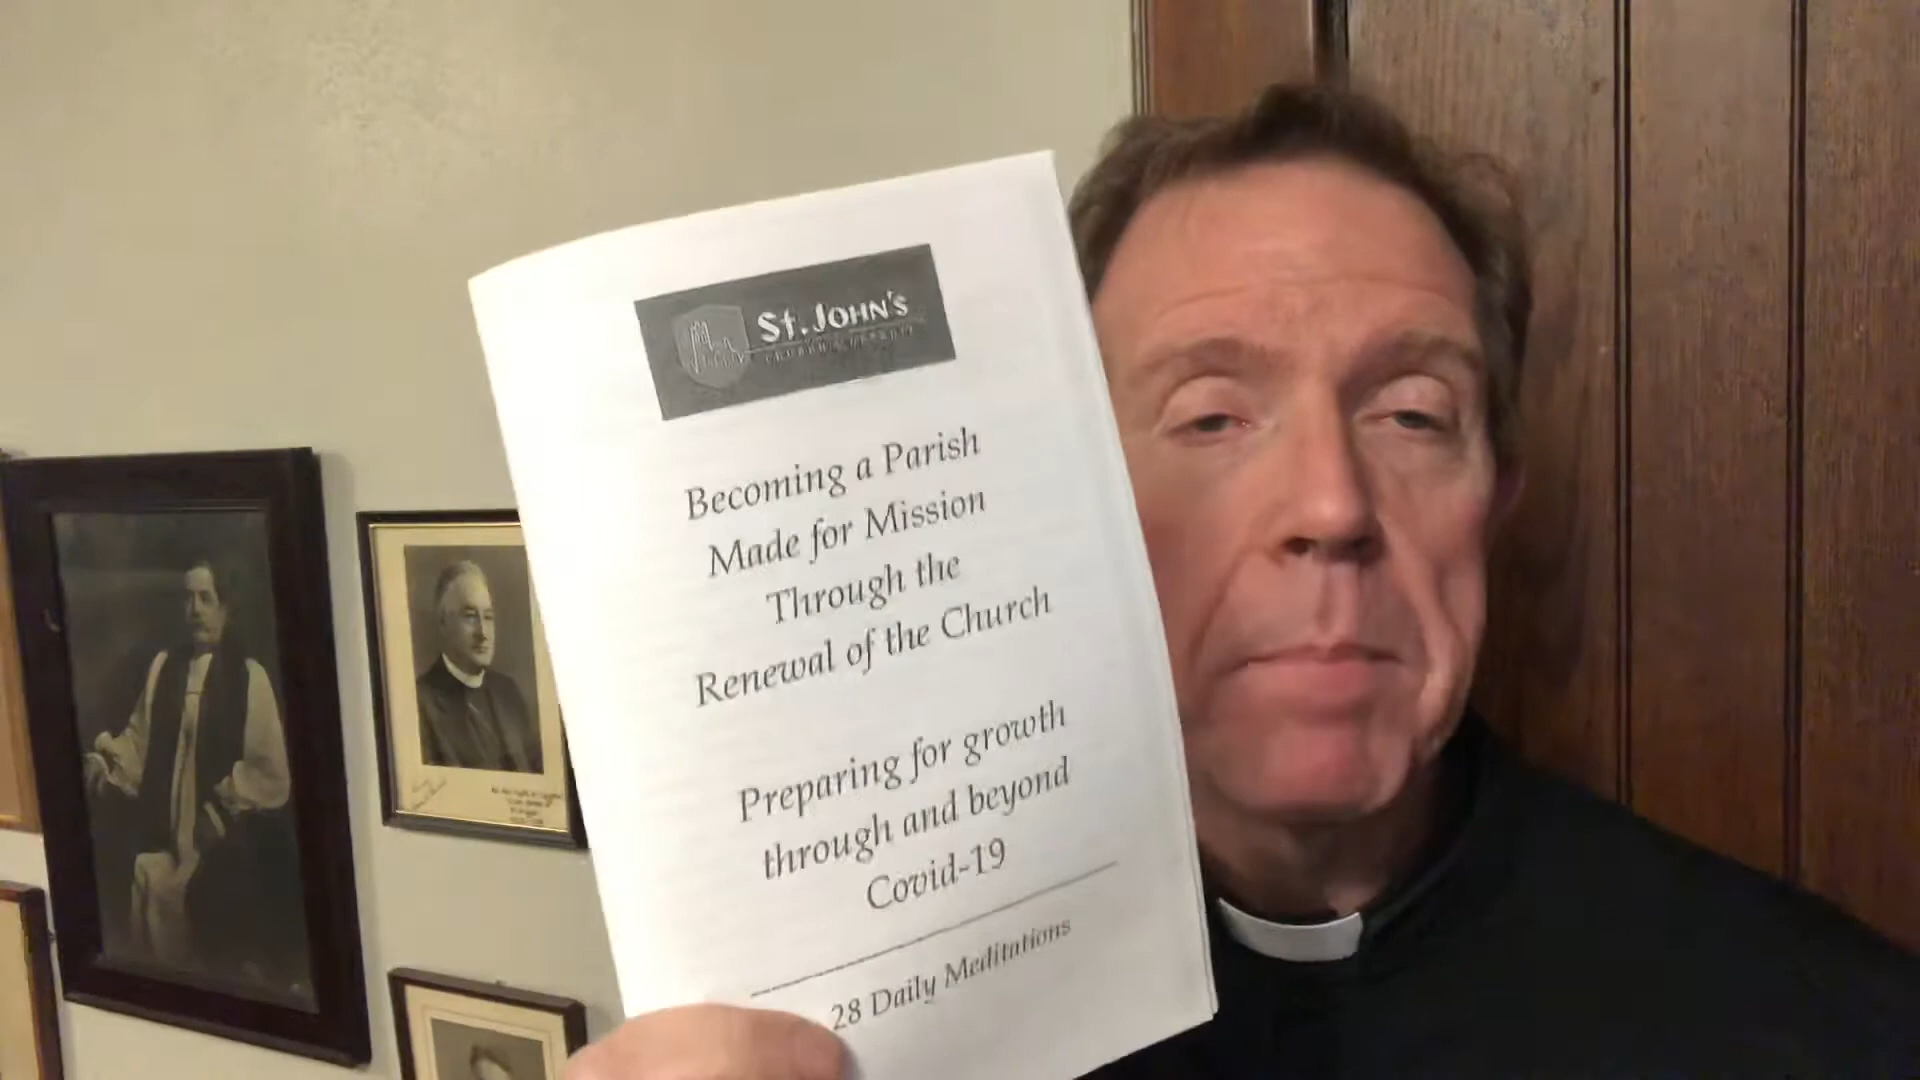 St. John's
Becoming a Parish
Made for Mission
Through the
Renewal of the Church
Preparing for growth
through and beyond
Covid-19
28 Daily Meditations